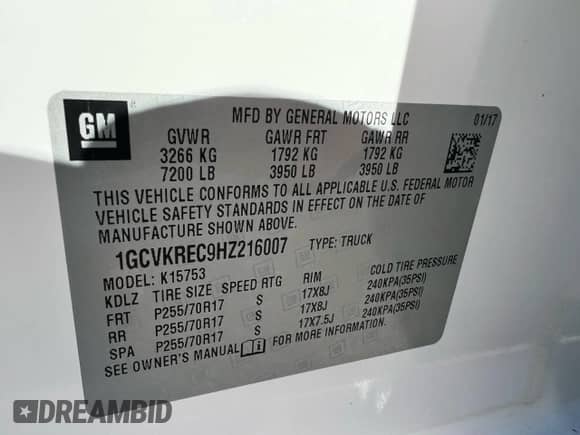 GM
MFD BY GENERAL MOTORS LLC 01/17
GVWR GAWR FRT GAWR RR
3266 KG 1792 KG 1792 KG
7200 LB 3950 LB 3950 LB
THIS VEHICLE CONFORMS TO ALL APPLICABLE U.S. FEDERAL MOTOR
VEHICLE SAFETY STANDARDS IN EFFECT ON THE DATE OF
MANUFACTURE SHOWN ABOVE.
1GCVKREC9HZ216007 TYPE: TRUCK
MODEL: K15753
KDLZ TIRE SIZE SPEED RTG RIM COLD TIRE PRESSURE
FRT P255/70R17 S 17X8J 240KPA(35PSI)
RR P255/70R17 S 17X8J 240KPA(35PSI)
SPA P255/70R17 S 17X7.5J 240KPA(35PSI)
SEE OWNER'S MANUAL FOR MORE INFORMATION.
DREAMBID